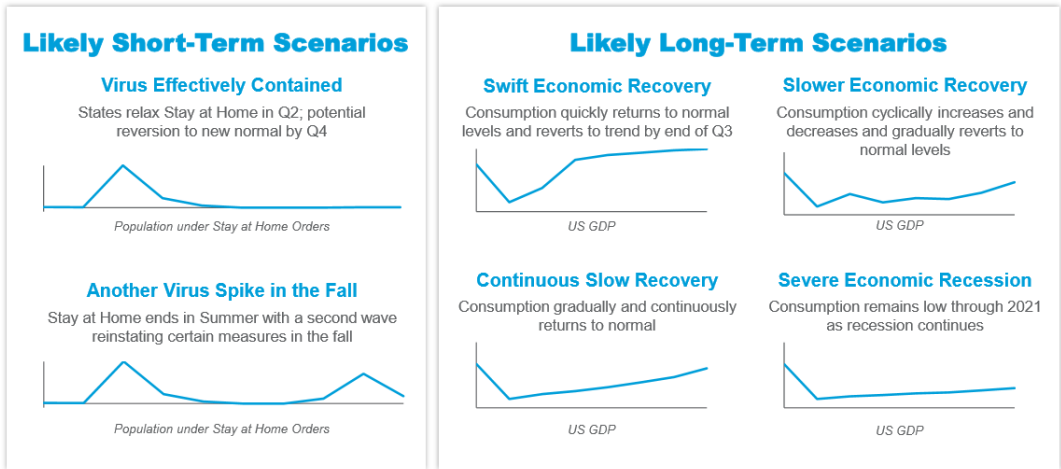 Likely Short-Term Scenarios
Virus Effectively Contained
States relax Stay at Home in Q2; potential
reversion to new normal by Q4
Population under Stay at Home Orders
Another Virus Spike in the Fall
Stay at Home ends in Summer with a second wave
reinstating certain measures in the fall
Population under Stay at Home Orders
Likely Long-Term Scenarios
Swift Economic Recovery
Consumption quickly returns to normal
levels and reverts to trend by end of Q3
US GDP
Slower Economic Recovery
Consumption cyclically increases and
decreases and gradually reverts to
normal levels
US GDP
Continuous Slow Recovery
Consumption gradually and continuously
returns to normal
US GDP
Severe Economic Recession
Consumption remains low through 2021
as recession continues
US GDP